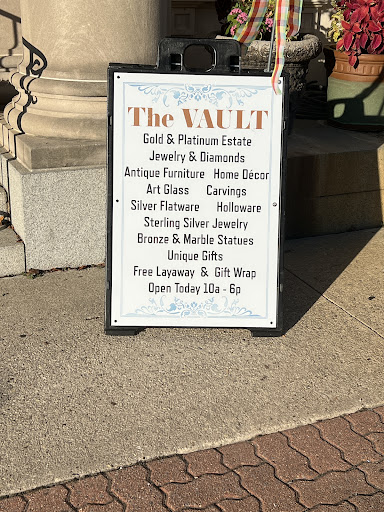 The VAULT
Gold & Platinum Estate
Jewelry & Diamonds
Antique Furniture Home Décor
Art Glass Carvings
Silver Flatware Holloware
Sterling Silver Jewelry
Bronze & Marble Statues
Unique Gifts
Free Layaway & Gift Wrap
Open Today 10a - 6p